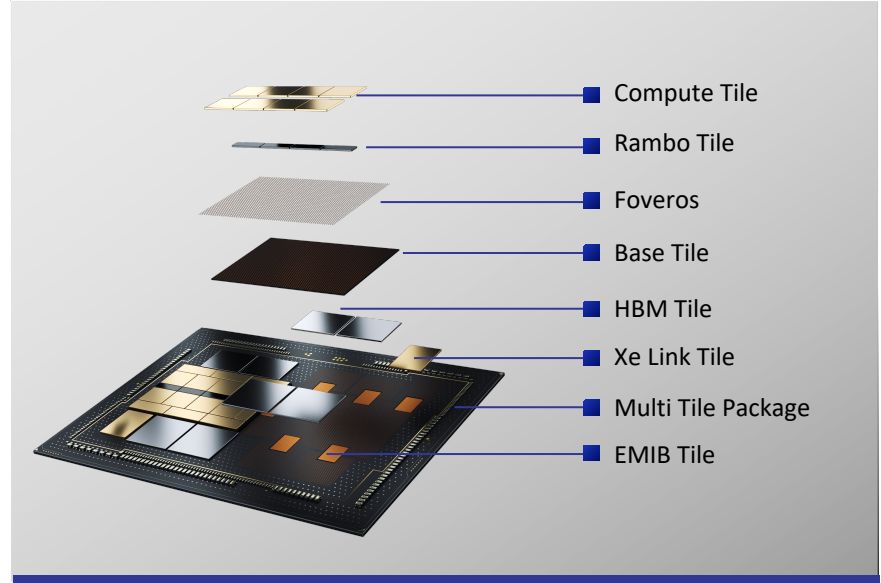 Compute Tile
Rambo Tile
Foveros
Base Tile
HBM Tile
Xe Link Tile
Multi Tile Package
EMIB Tile